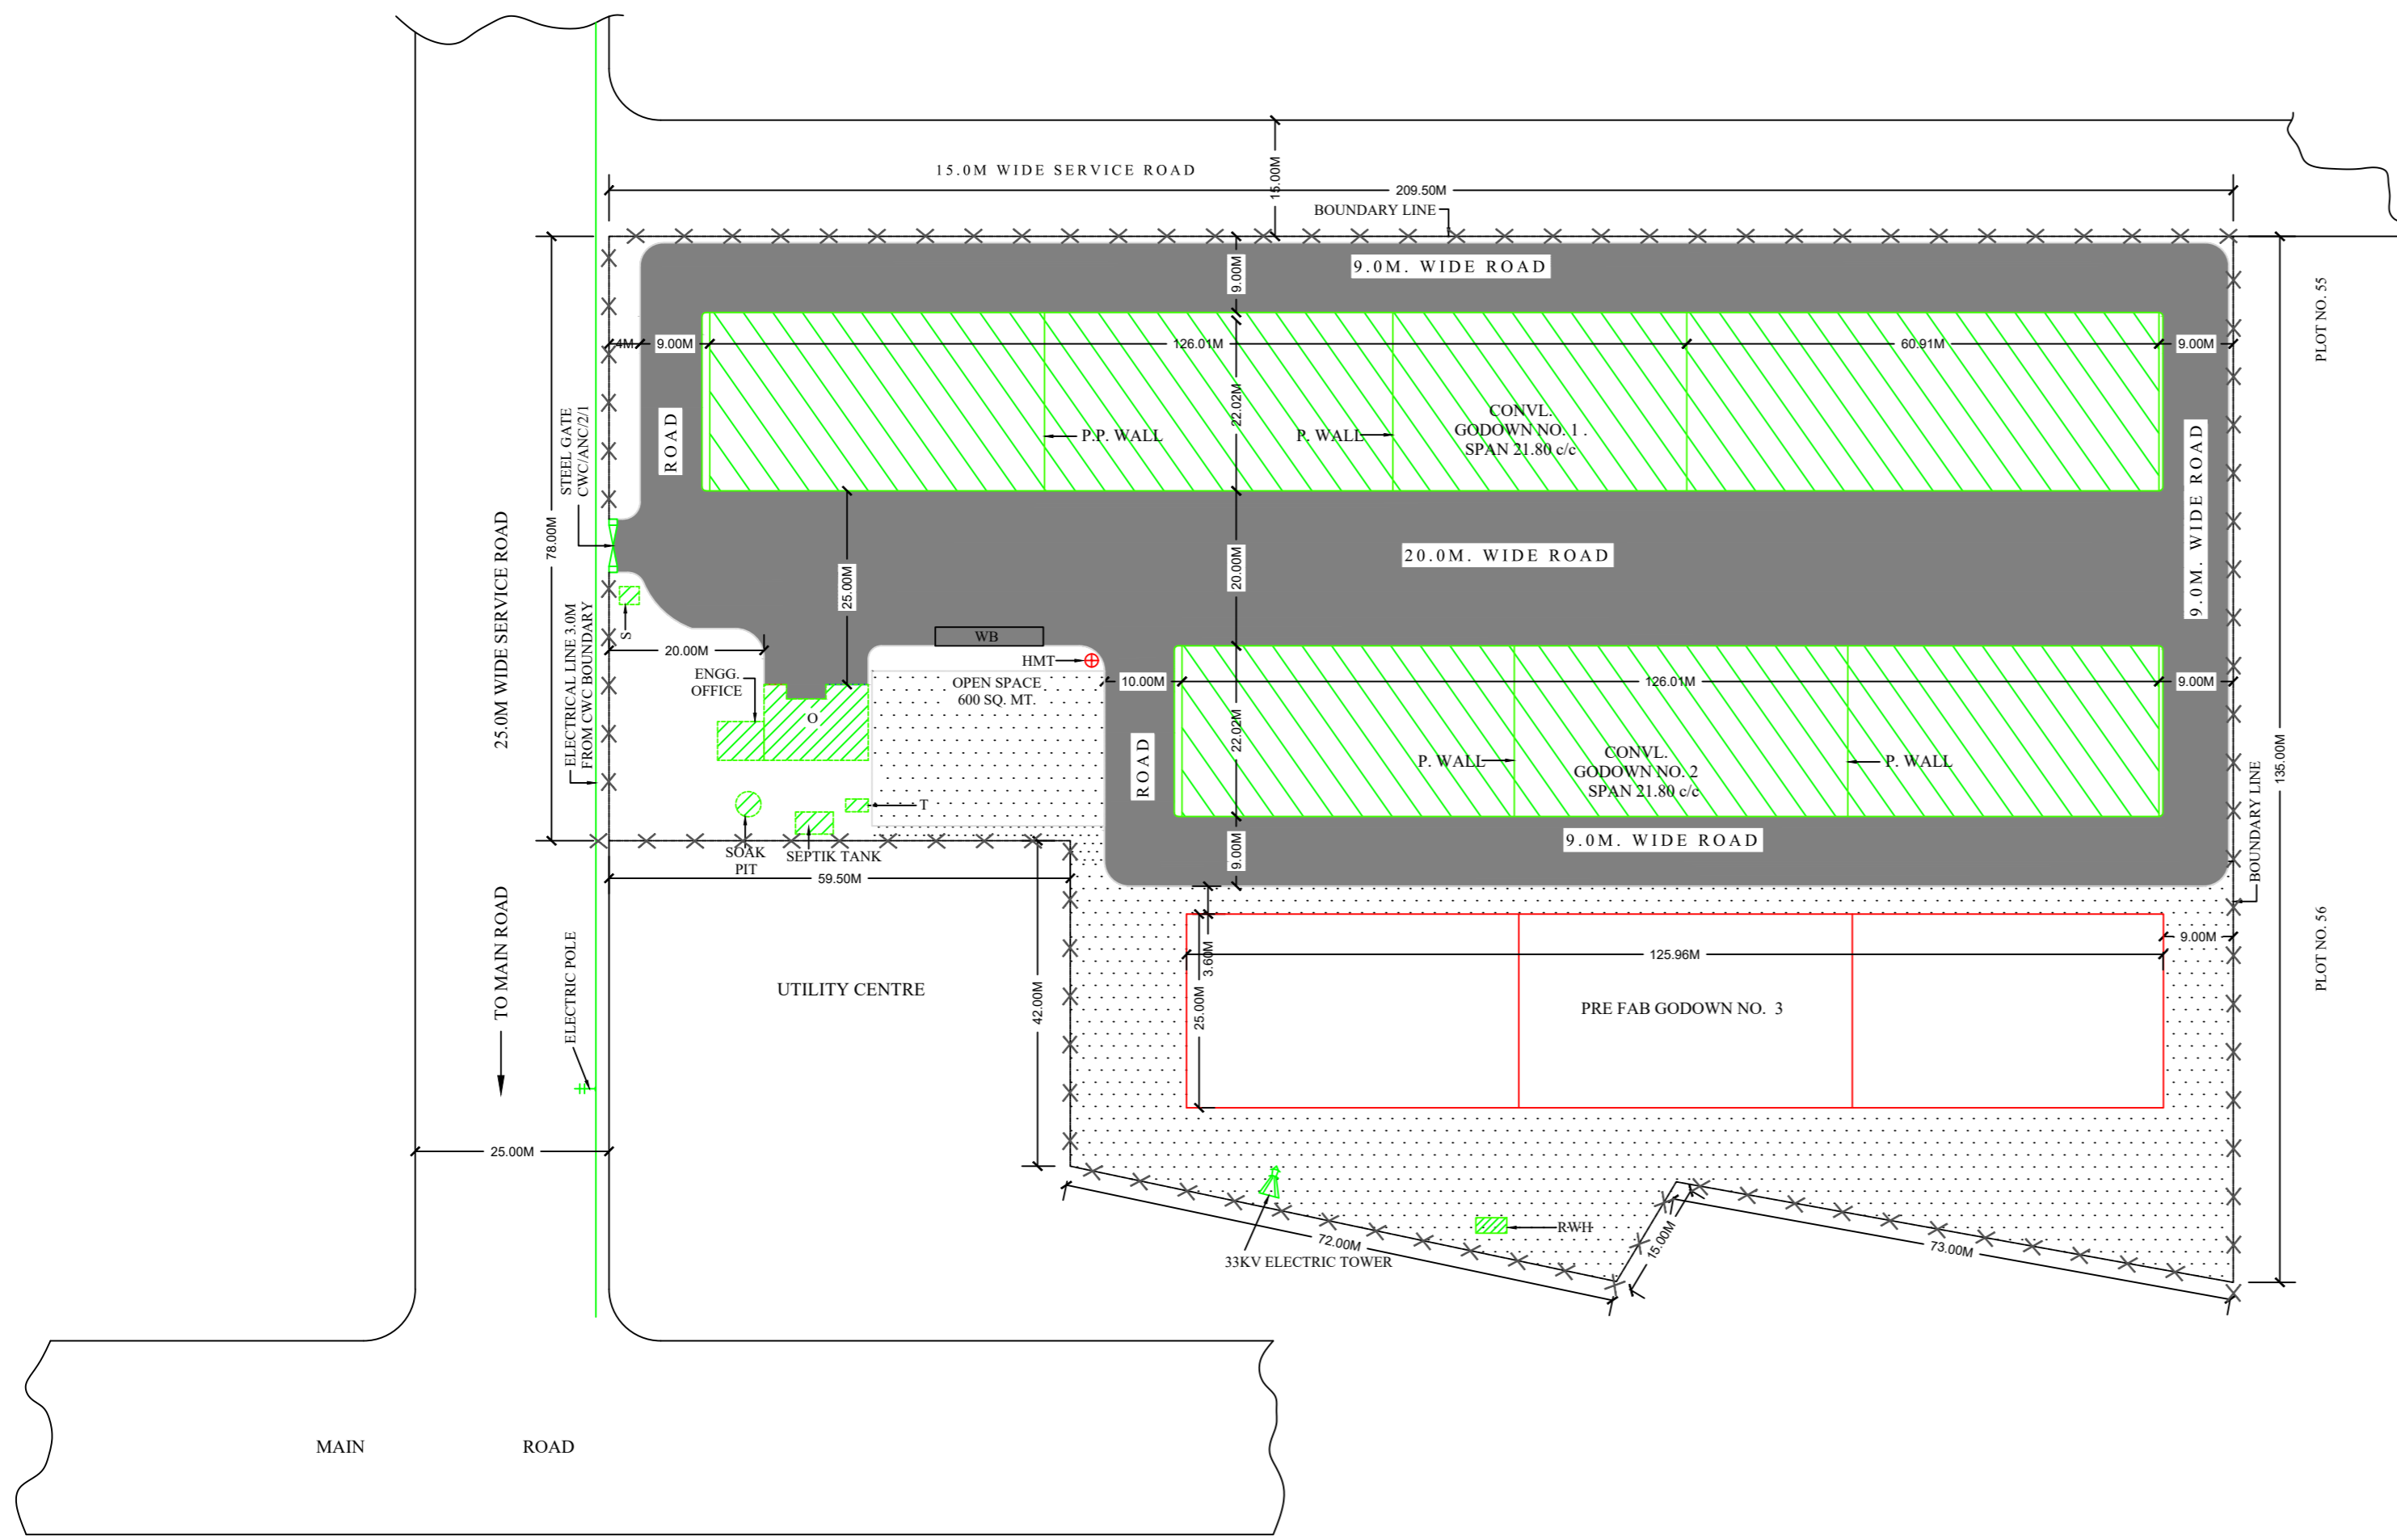 15.0M WIDE SERVICE ROAD
15.00M
209.50M
BOUNDARY LINE
9.0M. WIDE ROAD
9.00M
PLOT NO. 55
4M
9.00M
126.01M
60.91M
9.00M
22.02M
CONVL.
GODOWN NO. 1 .
SPAN 21.80 c/c
P.P. WALL
P. WALL
ROAD
STEEL GATE
CWC/ANC/2/1
78.00M
25.0M WIDE SERVICE ROAD
9.0M. WIDE ROAD
20.0M. WIDE ROAD
25.00M
20.00M
S
ELECTRICAL LINE 3.0M
FROM CWC BOUNDARY
20.00M
WB
HMT
ENGG.
OFFICE
OPEN SPACE
600 SQ. MT.
10.00M
126.01M
9.00M
O
22.02M
ROAD
P. WALL
CONVL.
GODOWN NO. 2
SPAN 21.80 c/c
P. WALL
135.00M
T
BOUNDARY LINE
SOAK
PIT
SEPTIK TANK
9.00M
9.0M. WIDE ROAD
59.50M
TO MAIN ROAD
ELECTRIC POLE
UTILITY CENTRE
42.00M
3.60M
25.00M
125.96M
9.00M
PRE FAB GODOWN NO. 3
PLOT NO. 56
25.00M
33KV ELECTRIC TOWER
72.00M
RWH
15.00M
73.00M
MAIN ROAD